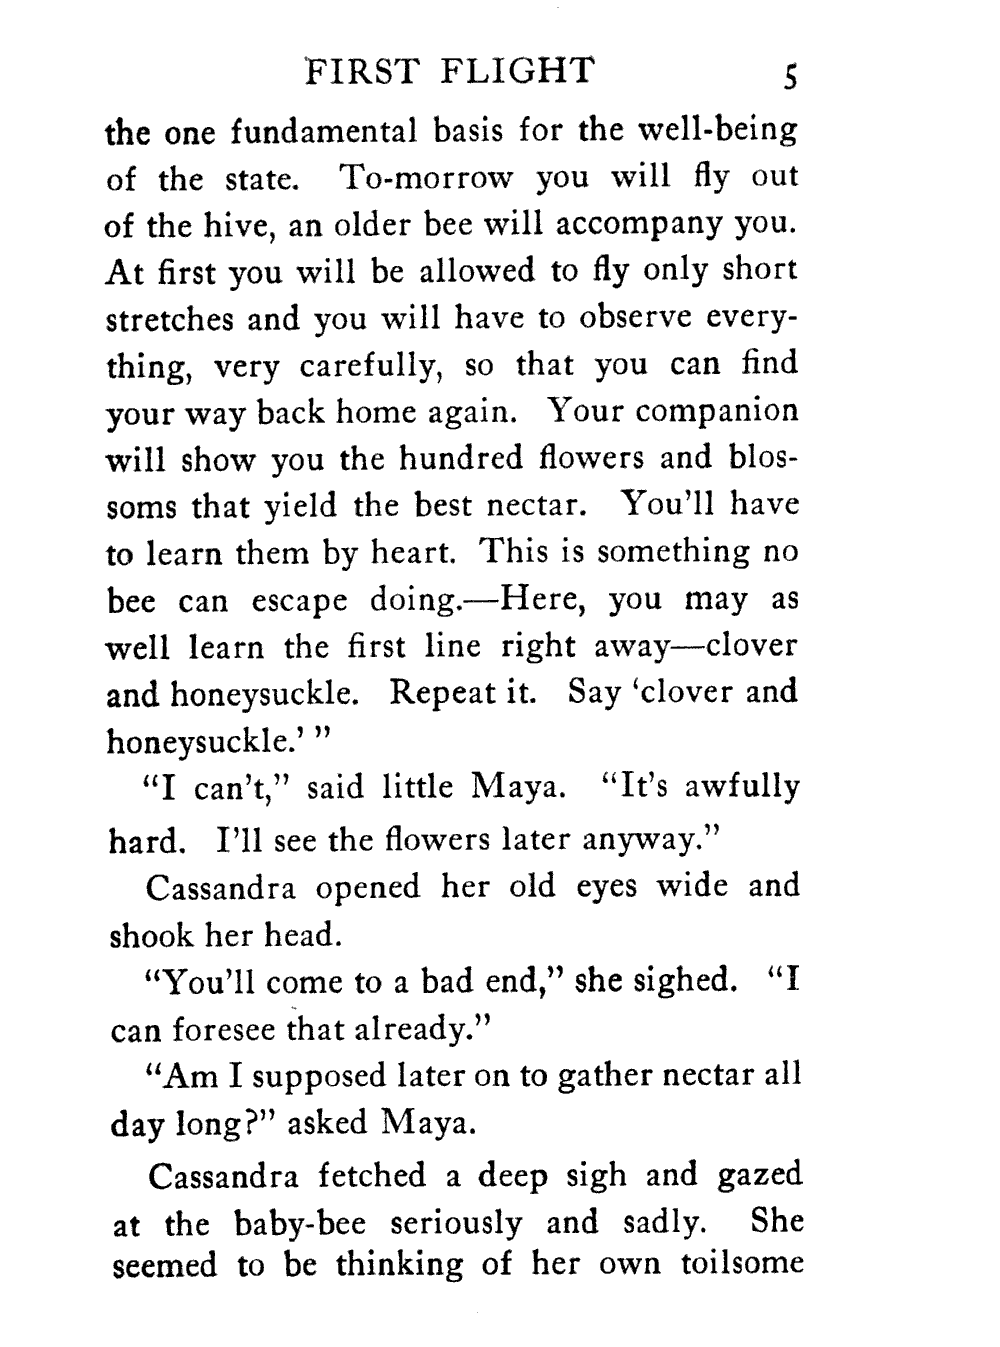 FIRST FLIGHT 5
the one fundamental basis for the well-being
of the state. To-morrow you will fly out
of the hive, an older bee will accompany you.
At first you will be allowed to fly only short
stretches and you will have to observe every-
thing, very carefully, so that you can find
your way back home again. Your companion
will show you the hundred flowers and blos-
soms that yield the best nectar. You'll have
to learn them by heart. This is something no
bee can escape doing.—Here, you may as
well learn the first line right away—clover
and honeysuckle. Repeat it. Say ‘clover and
honeysuckle.’ ”
“I can’t,” said little Maya. “It’s awfully
hard. I’ll see the flowers later anyway.”
Cassandra opened her old eyes wide and
shook her head.
“You’ll come to a bad end,” she sighed. “I
can foresee that already.”
“Am I supposed later on to gather nectar all
day long?” asked Maya.
Cassandra fetched a deep sigh and gazed
at the baby-bee seriously and sadly. She
seemed to be thinking of her own toilsome